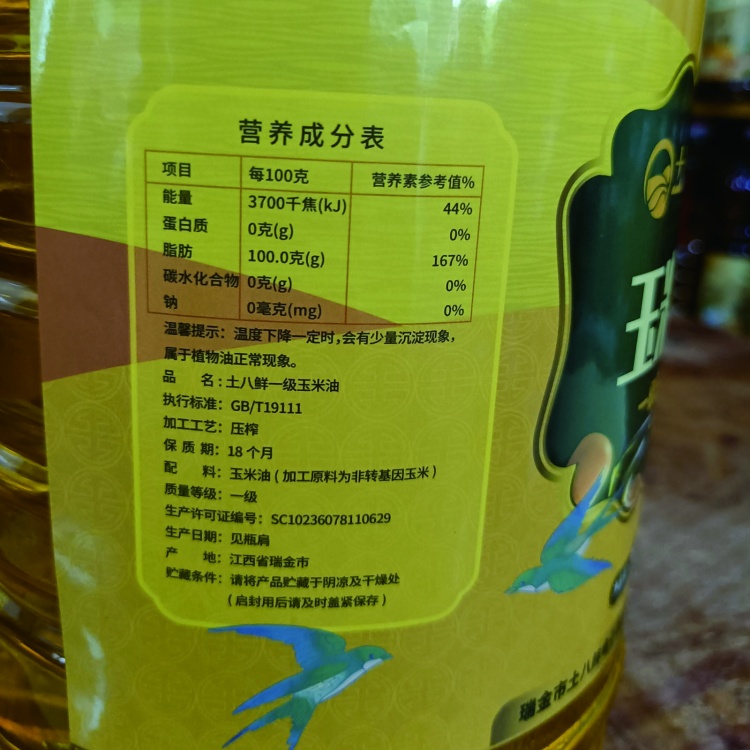 营养成分表
项目 每100克 营养素参考值%
能量 3700千焦(kJ) 44%
蛋白质 0克(g) 0%
脂肪 100.0克(g) 167%
碳水化合物 0克(g) 0%
钠 0毫克(mg) 0%
温馨提示：温度下降一定时,会有少量沉淀现象，
属于植物油正常现象。
品 名：土八鲜一级玉米油
执行标准：GB/T19111
加工工艺：压榨
保 质 期：18个月
配 料：玉米油(加工原料为非转基因玉米)
质量等级：一级
生产许可证编号：SC10236078110629
生产日期：见瓶肩
产 地：江西省瑞金市
贮藏条件：请将产品贮藏于阴凉及干燥处
(启封用后请及时盖紧保存)
瑞金市土八